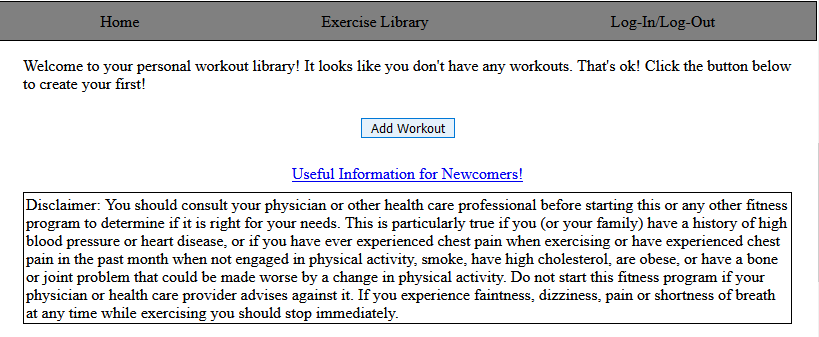 Home Exercise Library Log-In/Log-Out
Welcome to your personal workout library! It looks like you don't have any workouts. That's ok! Click the button below
to create your first!
Add Workout
Useful Information for Newcomers!
Disclaimer: You should consult your physician or other health care professional before starting this or any other fitness
program to determine if it is right for your needs. This is particularly true if you (or your family) have a history of high
blood pressure or heart disease, or if you have ever experienced chest pain when exercising or have experienced chest
pain in the past month when not engaged in physical activity, smoke, have high cholesterol, are obese, or have a bone
or joint problem that could be made worse by a change in physical activity. Do not start this fitness program if your
physician or health care provider advises against it. If you experience faintness, dizziness, pain or shortness of breath
at any time while exercising you should stop immediately.